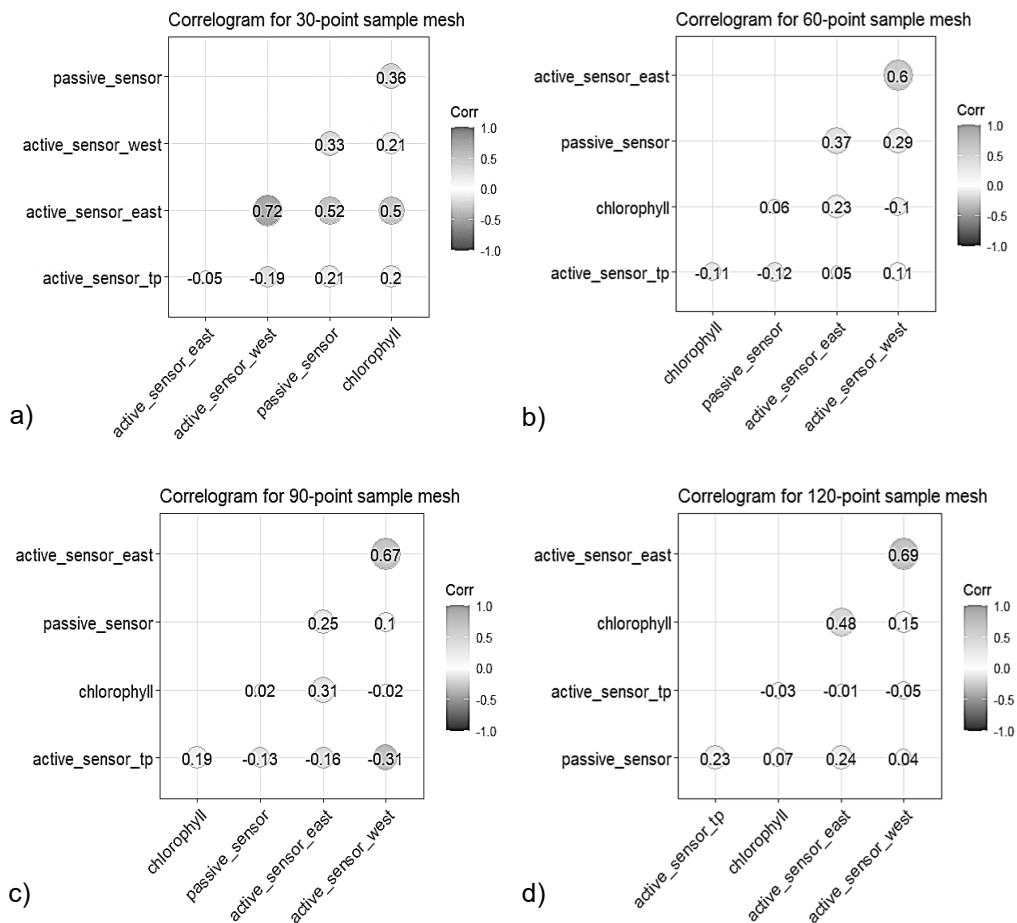 Correlogram for 30-point sample mesh
passive_sensor 0.36
active_sensor_west 0.33 0.21
active_sensor_east 0.72 0.52 0.5
active_sensor_tp -0.05 -0.19 0.21 0.2
active_sensor_east active_sensor_west passive_sensor chlorophyll
Corr
1.0
0.5
0.0
-0.5
-1.0
a)
Correlogram for 60-point sample mesh
active_sensor_east 0.6
passive_sensor 0.37 0.29
chlorophyll 0.06 0.23 -0.1
active_sensor_tp -0.11 -0.12 0.05 0.11
chlorophyll passive_sensor active_sensor_east active_sensor_west
Corr
1.0
0.5
0.0
-0.5
-1.0
b)
Correlogram for 90-point sample mesh
active_sensor_east 0.67
passive_sensor 0.25 0.1
chlorophyll 0.02 0.31 -0.02
active_sensor_tp 0.19 -0.13 -0.16 -0.31
chlorophyll passive_sensor active_sensor_east active_sensor_west
Corr
1.0
0.5
0.0
-0.5
-1.0
c)
Correlogram for 120-point sample mesh
active_sensor_east 0.69
chlorophyll 0.48 0.15
active_sensor_tp -0.03 -0.01 -0.05
passive_sensor 0.23 0.07 0.24 0.04
active_sensor_tp chlorophyll active_sensor_east active_sensor_west
Corr
1.0
0.5
0.0
-0.5
-1.0
d)